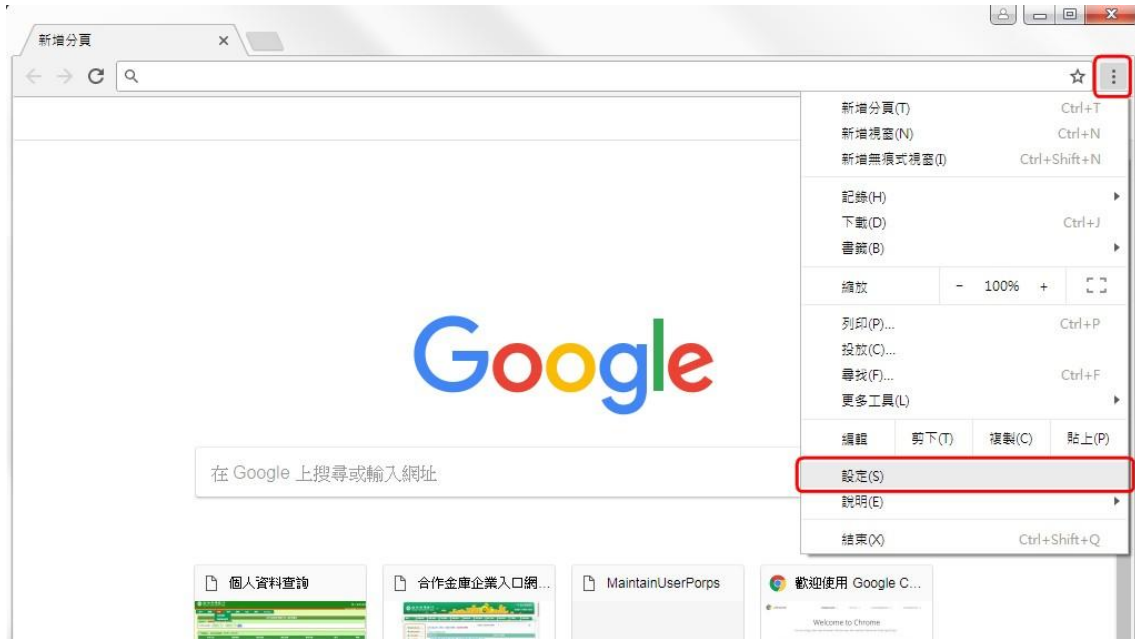 新增分頁
新增分頁(T) Ctrl+T
新增視窗(N) Ctrl+N
新增無痕式視窗(I) Ctrl+Shift+N
記錄(H)
下載(D) Ctrl+J
書籤(B)
縮放 - 100% +
列印(P)... Ctrl+P
投放(C)...
尋找(F)... Ctrl+F
更多工具(L)
編輯 剪下(T) 複製(C) 貼上(P)
設定(S)
說明(E)
結束(X) Ctrl+Shift+Q
Google
在 Google 上搜尋或輸入網址
個人資料查詢
合作金庫企業入口網...
MaintainUserPorps
歡迎使用 Google C...
Welcome to Chrome